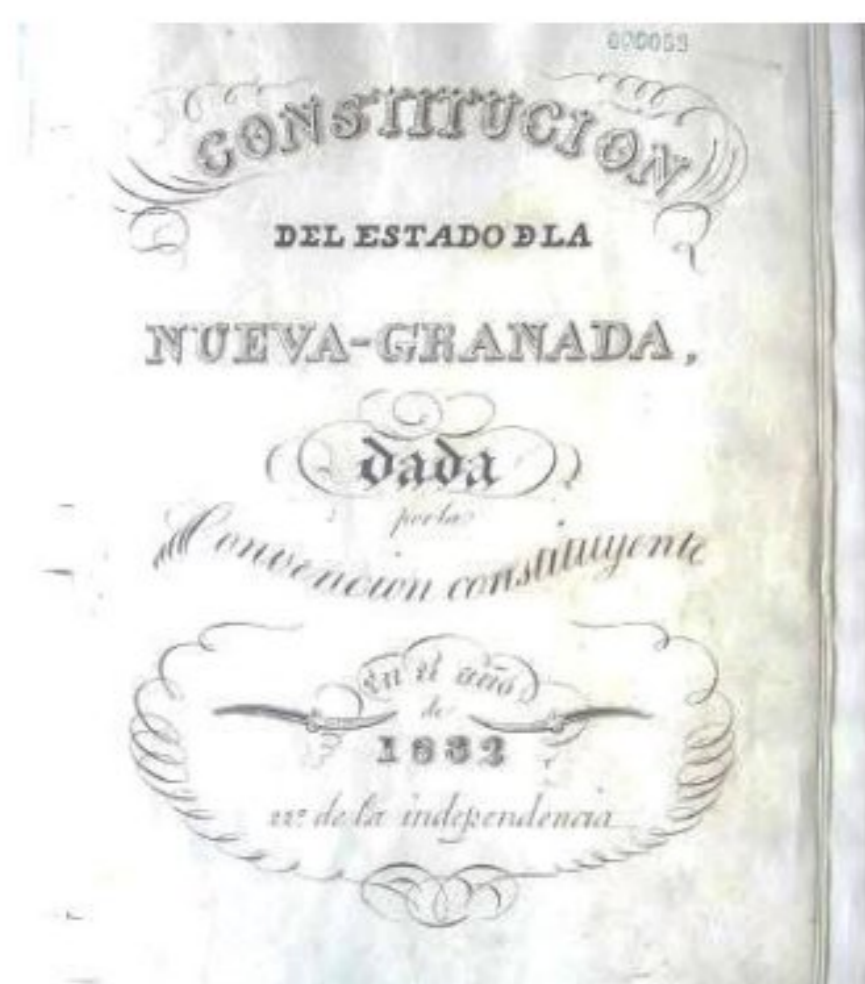 000053
CONSTITUCION
DEL ESTADO DLA
NUEVA-GRANADA,
dada
por la
Convencion constituyente
En el año
de
1832
22º de la independencia